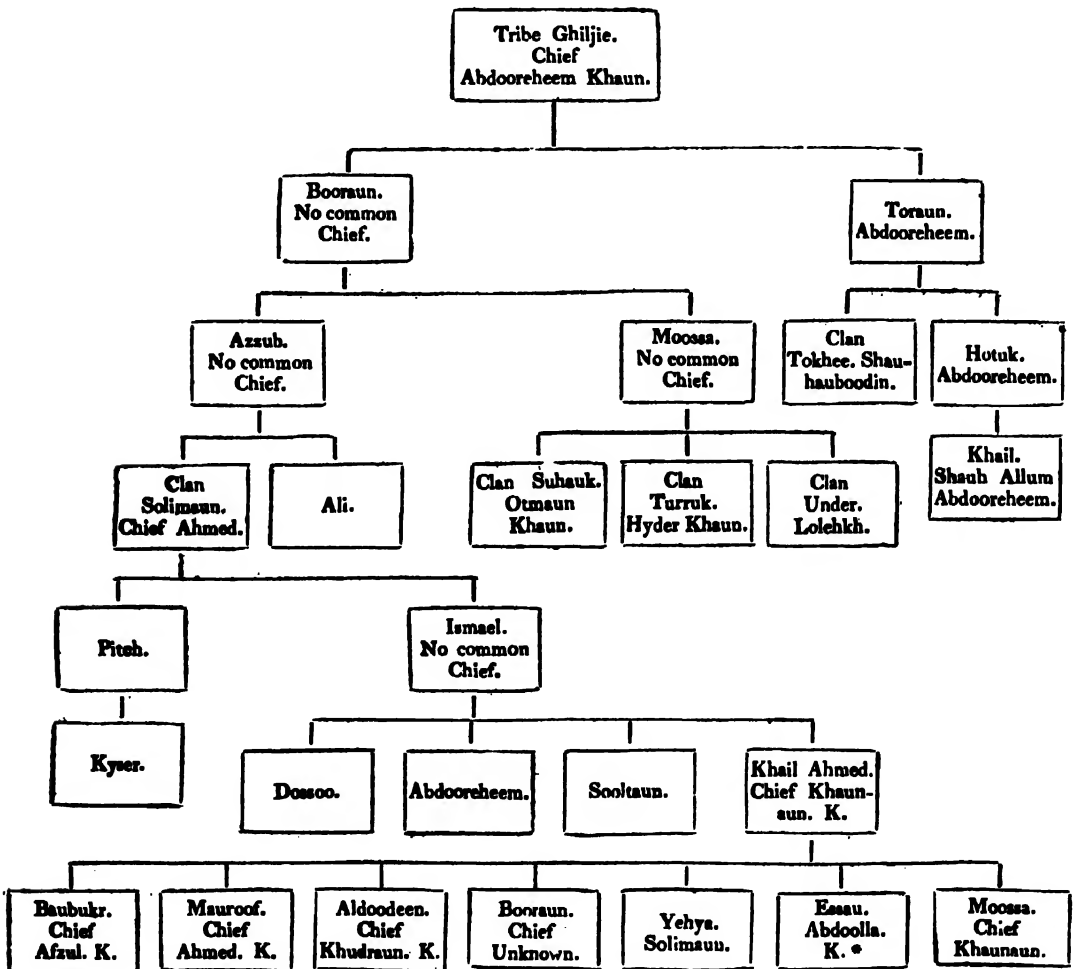 Tribe Ghiljie.
Chief
Abdooreheem Khaun.
Booraun.
No common
Chief.
Toraun.
Abdooreheem.
Azzub.
No common
Chief.
Moossa.
No common
Chief.
Clan
Tokhee. Shau-
hauboodin.
Hotuk.
Abdooreheem.
Clan
Solimaun.
Chief Ahmed.
Ali.
Clan Suhauk.
Otmaun
Khaun.
Clan
Turruk.
Hyder Khaun.
Clan
Under.
Lolehkh.
Khail.
Shaub Allum
Abdooreheem.
Piteh.
Ismael.
No common
Chief.
Kyser.
Dossoo.
Abdooreheem.
Sooltaun.
Khail Ahmed.
Chief Khaun-
aun. K.
Baubukr.
Chief
Afzul. K.
Mauroof.
Chief
Ahmed. K.
Aldoodeen.
Chief
Khudraun. K.
Booraun.
Chief
Unknown.
Yehya.
Solimauu.
Essau.
Abdoolla.
K. *
Moossa.
Chief
Khaunaun.